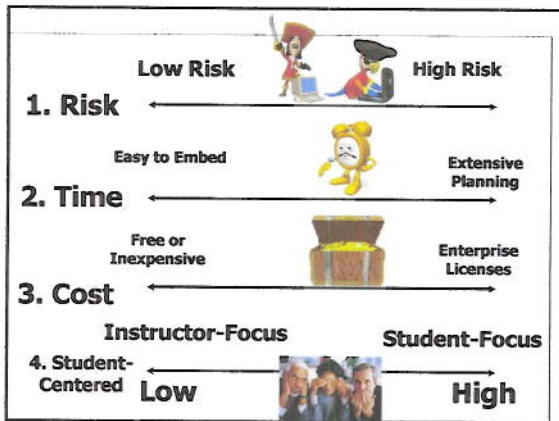 Low Risk
High Risk
1. Risk
Easy to Embed
Extensive
Planning
2. Time
Free or
Inexpensive
Enterprise
Licenses
3. Cost
Instructor-Focus
Student-Focus
4. Student-
Centered
Low
High